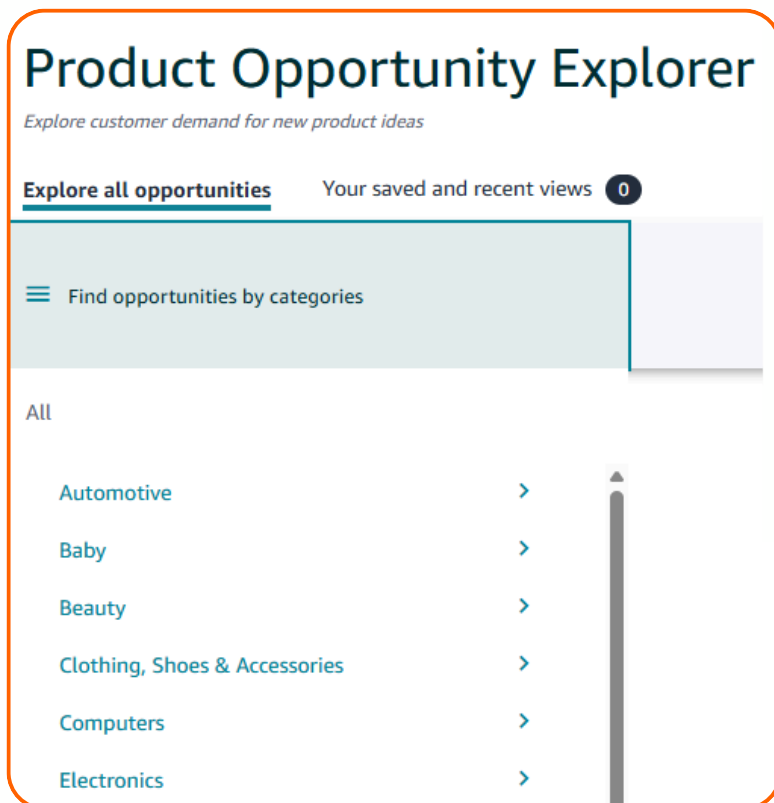 Product Opportunity Explorer
Explore customer demand for new product ideas
Explore all opportunities Your saved and recent views 0
Find opportunities by categories
All
Automotive
Baby
Beauty
Clothing, Shoes & Accessories
Computers
Electronics